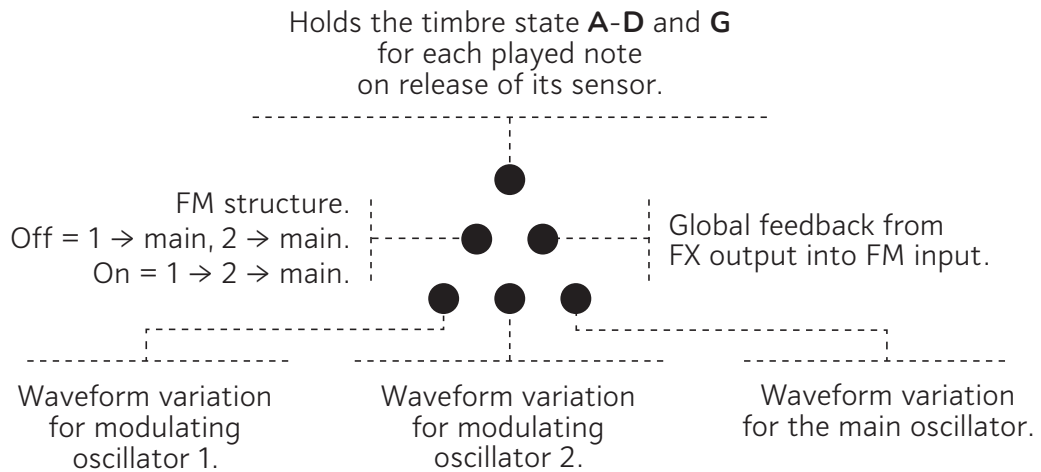 Holds the timbre state A-D and G
for each played note
on release of its sensor.
FM structure.
Off = 1 → main, 2 → main.
On = 1 → 2 → main.
Global feedback from
FX output into FM input.
Waveform variation
for modulating
oscillator 1.
Waveform variation
for modulating
oscillator 2.
Waveform variation
for the main oscillator.